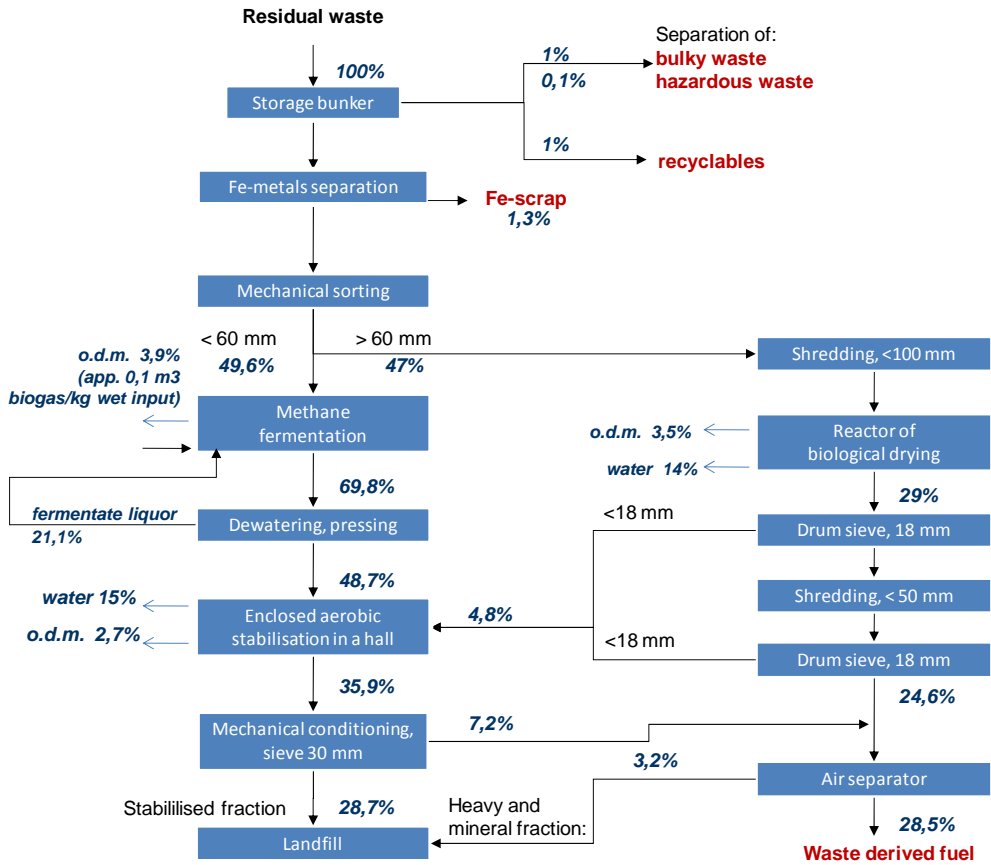 Residual waste
100%
Storage bunker
1%
0,1%
Separation of:
bulky waste
hazardous waste
1%
recyclables
Fe-metals separation
Fe-scrap
1,3%
Mechanical sorting
< 60 mm
49,6%
> 60 mm
47%
Shredding, <100 mm
o.d.m. 3,9%
(app. 0,1 m3
biogas/kg wet input)
Methane
fermentation
o.d.m. 3,5%
water 14%
Reactor of
biological drying
69,8%
29%
fermentate liquor
21,1%
Dewatering, pressing
<18 mm
Drum sieve, 18 mm
48,7%
Shredding, < 50 mm
water 15%
o.d.m. 2,7%
Enclosed aerobic
stabilisation in a hall
4,8%
<18 mm
Drum sieve, 18 mm
35,9%
24,6%
Mechanical conditioning,
sieve 30 mm
7,2%
3,2%
Air separator
Stabililised fraction
28,7%
Heavy and
mineral fraction:
28,5%
Landfill
Waste derived fuel